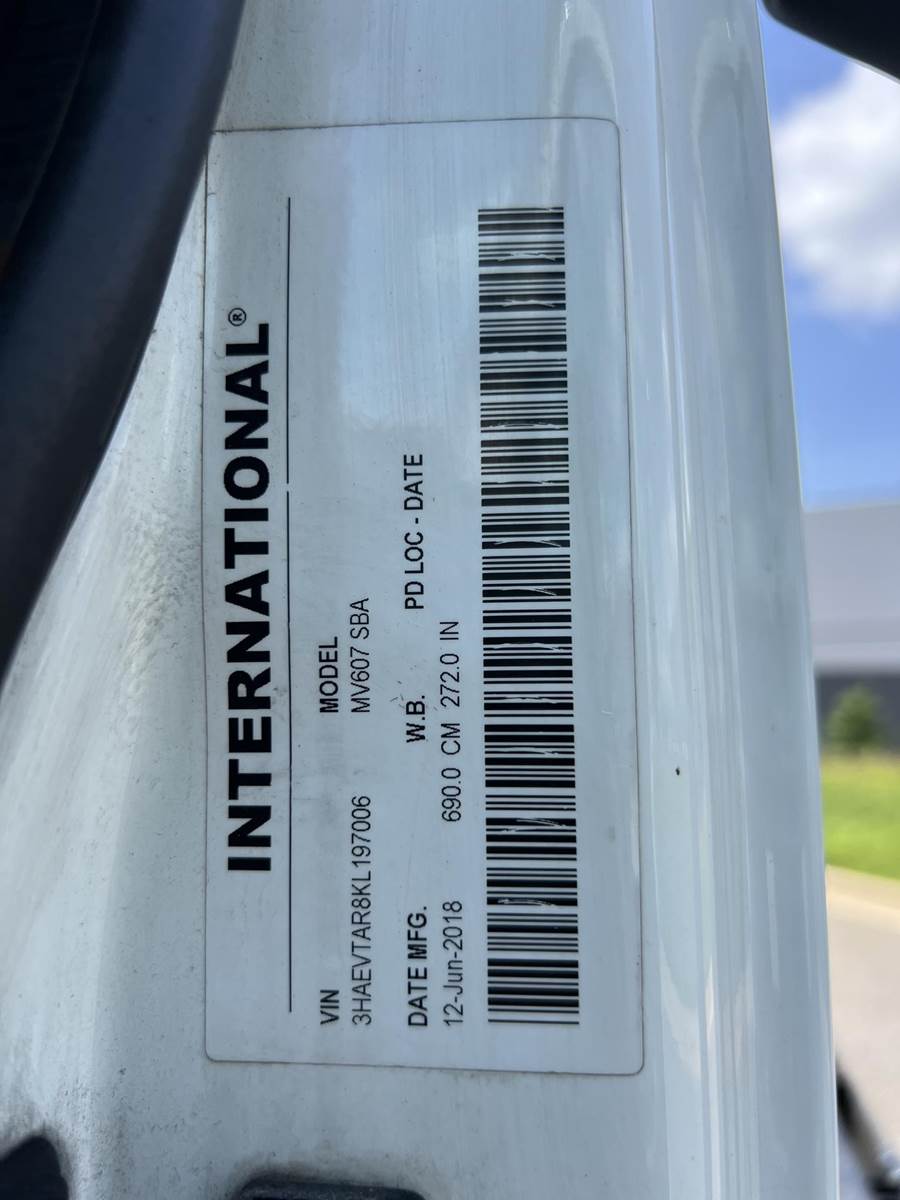 INTERNATIONAL®
VIN MODEL
3HAEVTAR8KL197006 MV607 SBA
DATE MFG. W.B. PD LOC - DATE
12-Jun-2018 690.0 CM 272.0 IN